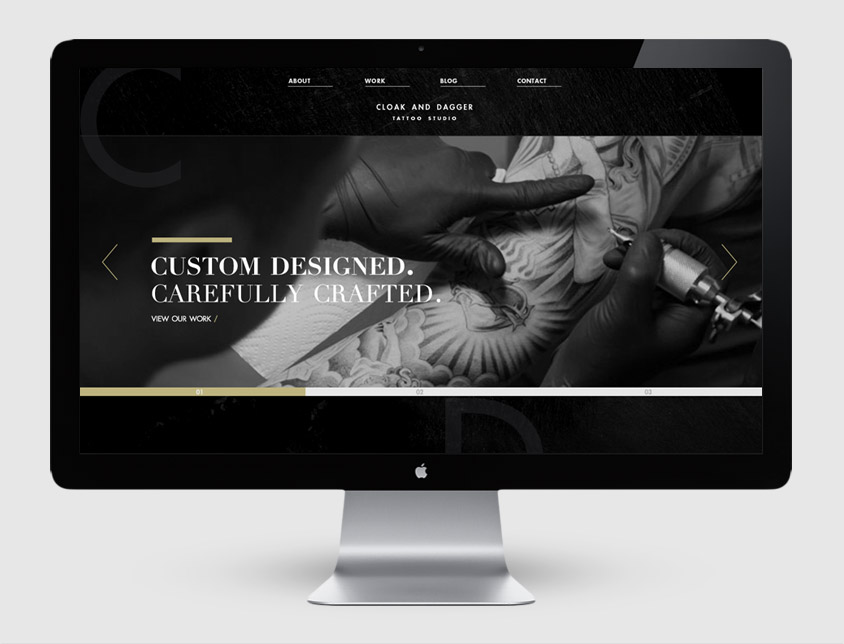 ABOUT WORK BLOG CONTACT
CLOAK AND DAGGER
TATTOO STUDIO
C
CUSTOM DESIGNED.
CAREFULLY CRAFTED.
VIEW OUR WORK /
01 02 03
D